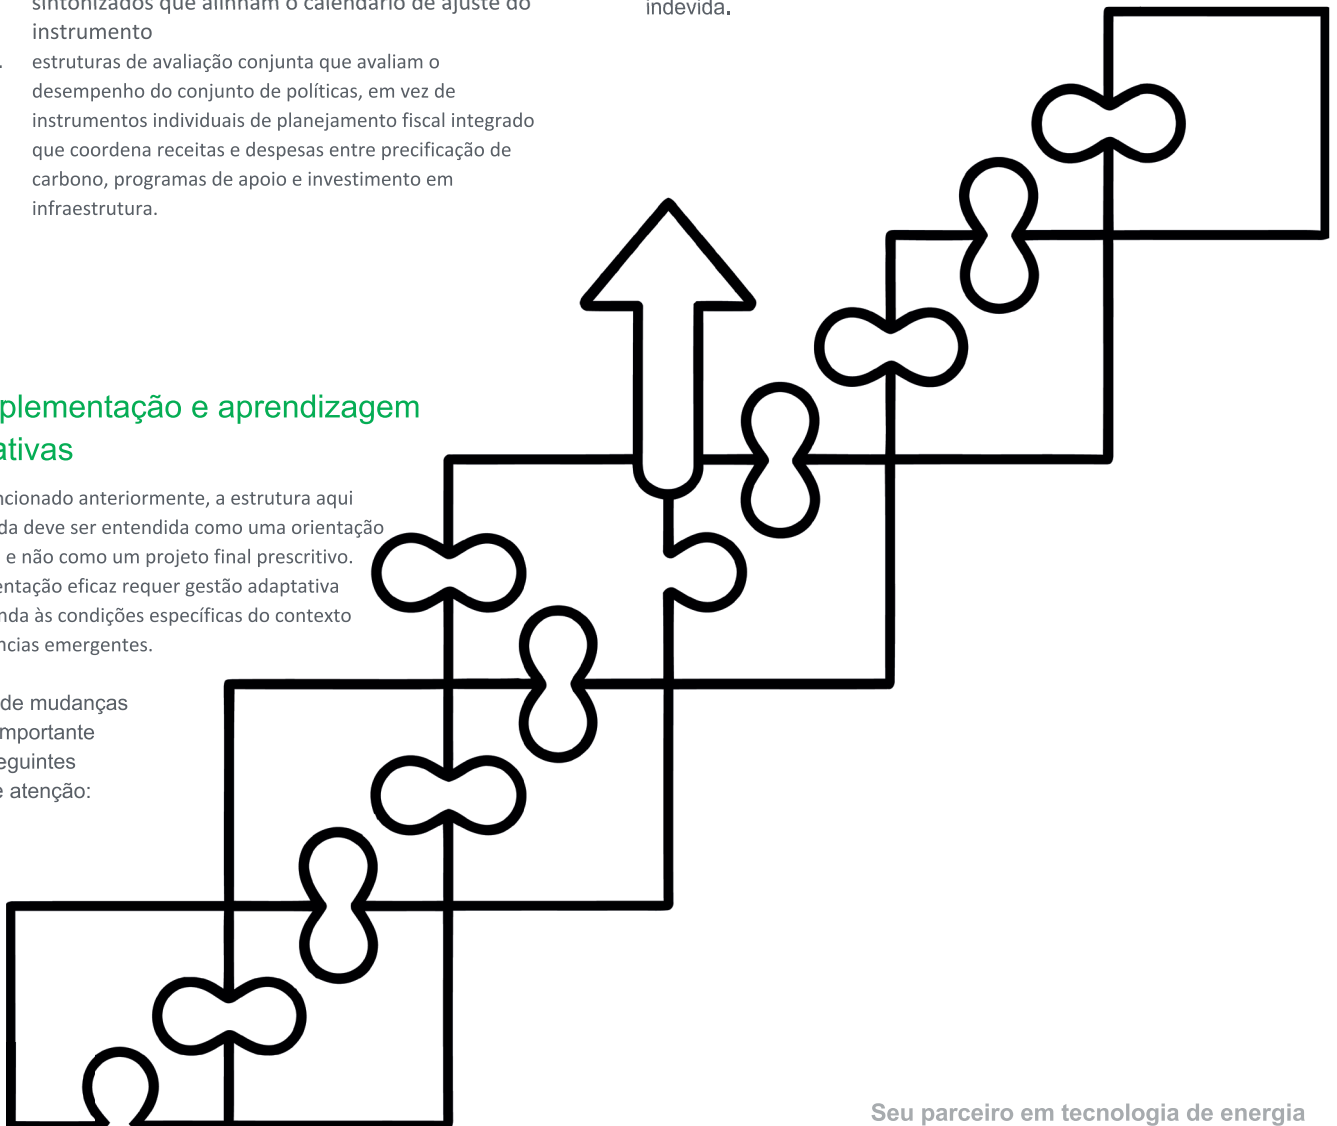 sintonizados que alinham o calendário de ajuste do
instrumento
. estruturas de avaliação conjunta que avaliam o
desempenho do conjunto de políticas, em vez de
instrumentos individuais de planejamento fiscal integrado
que coordena receitas e despesas entre precificação de
carbono, programas de apoio e investimento em
infraestrutura.
indevida.
plementação e aprendizagem
ativas
ncionado anteriormente, a estrutura aqui
da deve ser entendida como uma orientação
e não como um projeto final prescritivo.
entação eficaz requer gestão adaptativa
nda às condições específicas do contexto
ncias emergentes.
de mudanças
mportante
eguintes
e atenção:
Seu parceiro em tecnologia de energia